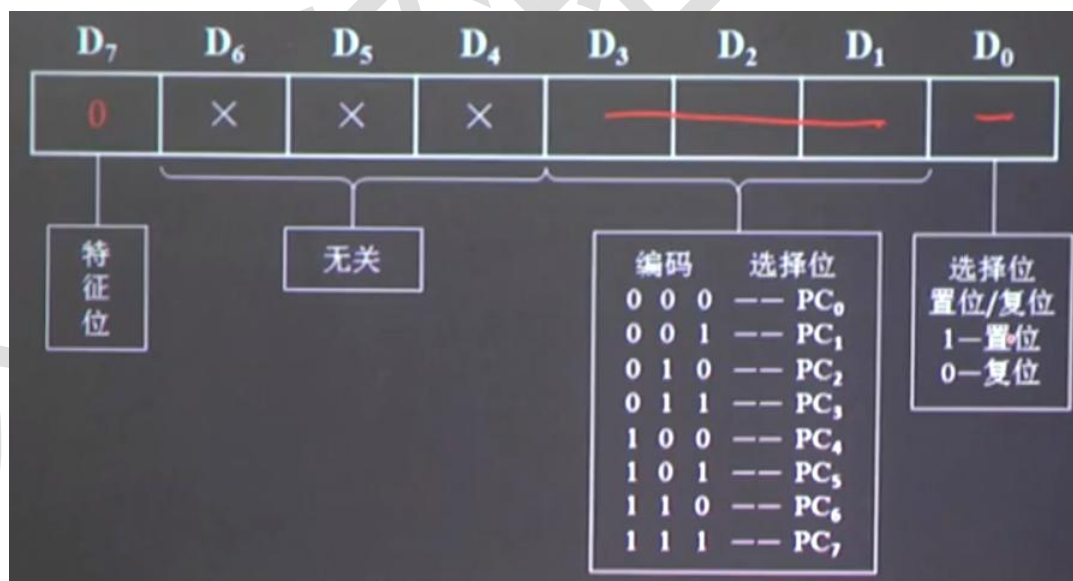 D₇ D₆ D₅ D₄ D₃ D₂ D₁ D₀
0 × × ×
特征位
无关
编码 选择位
0 0 0 —— PC₀
0 0 1 —— PC₁
0 1 0 —— PC₂
0 1 1 —— PC₃
1 0 0 —— PC₄
1 0 1 —— PC₅
1 1 0 —— PC₆
1 1 1 —— PC₇
选择位
置位/复位
1—置位
0—复位